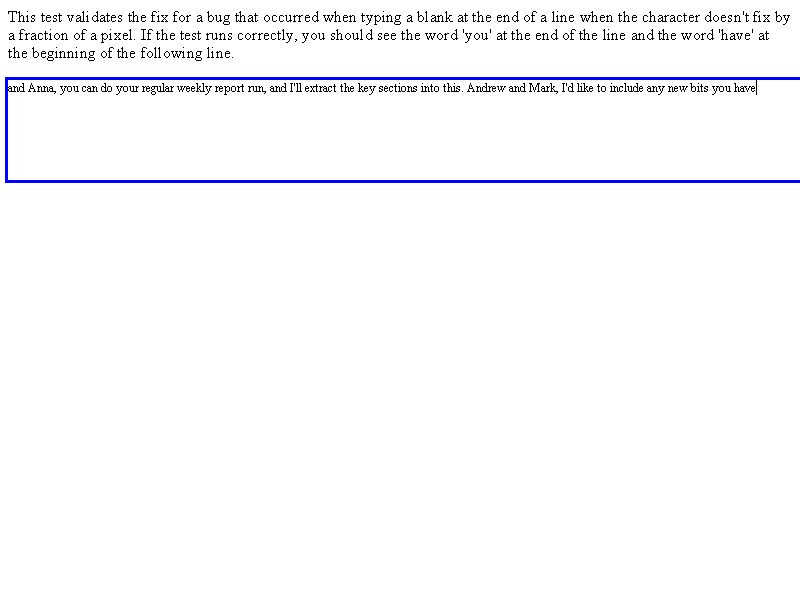 This test validates the fix for a bug that occurred when typing a blank at the end of a line when the character doesn't fix by
a fraction of a pixel. If the test runs correctly, you should see the word 'you' at the end of the line and the word 'have' at
the beginning of the following line.
and Anna, you can do your regular weekly report run, and I'll extract the key sections into this. Andrew and Mark, I'd like to include any new bits you have